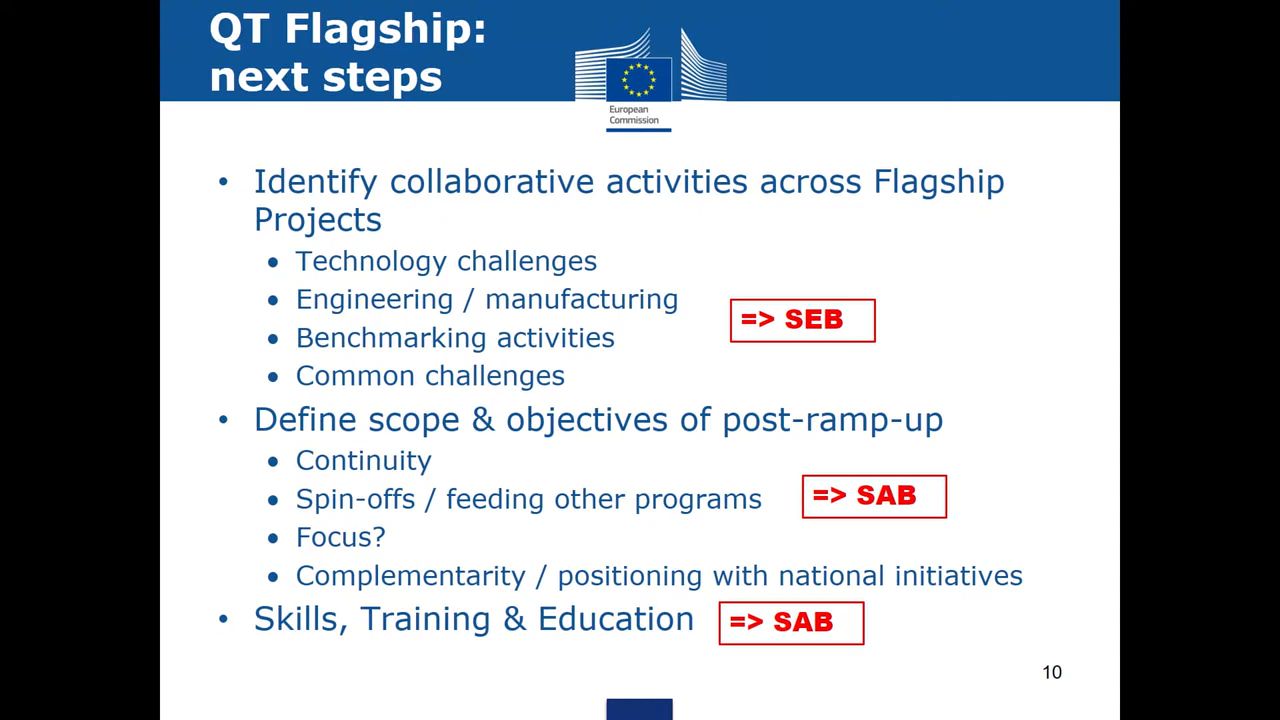 QT Flagship:
next steps
European
Commission
• Identify collaborative activities across Flagship
Projects
• Technology challenges
• Engineering / manufacturing
=> SEB
• Benchmarking activities
• Common challenges
• Define scope & objectives of post-ramp-up
• Continuity
• Spin-offs / feeding other programs
=> SAB
• Focus?
• Complementarity / positioning with national initiatives
• Skills, Training & Education
=> SAB
10